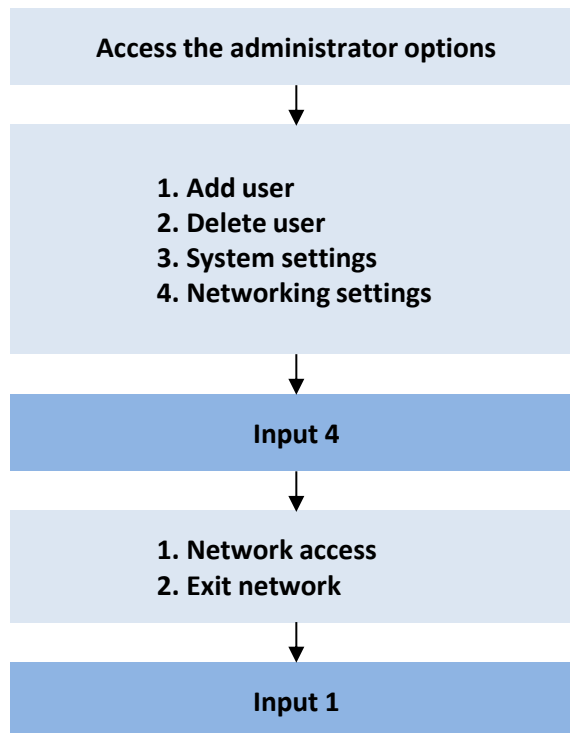 Access the administrator options
1. Add user
2. Delete user
3. System settings
4. Networking settings
Input 4
1. Network access
2. Exit network
Input 1